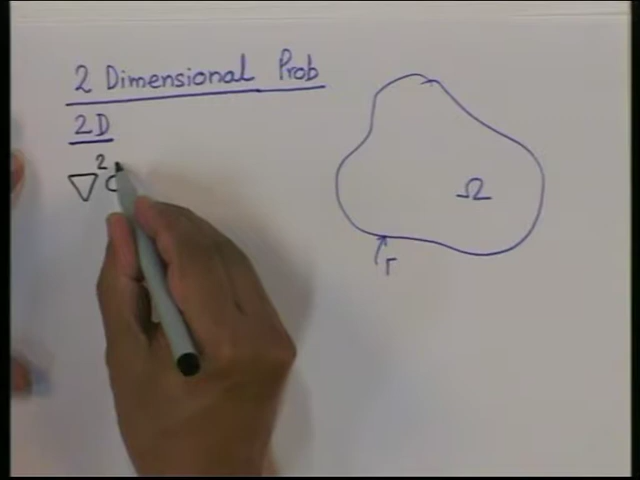 2 Dimensional Prob
2D
∇²
Ω
Γ